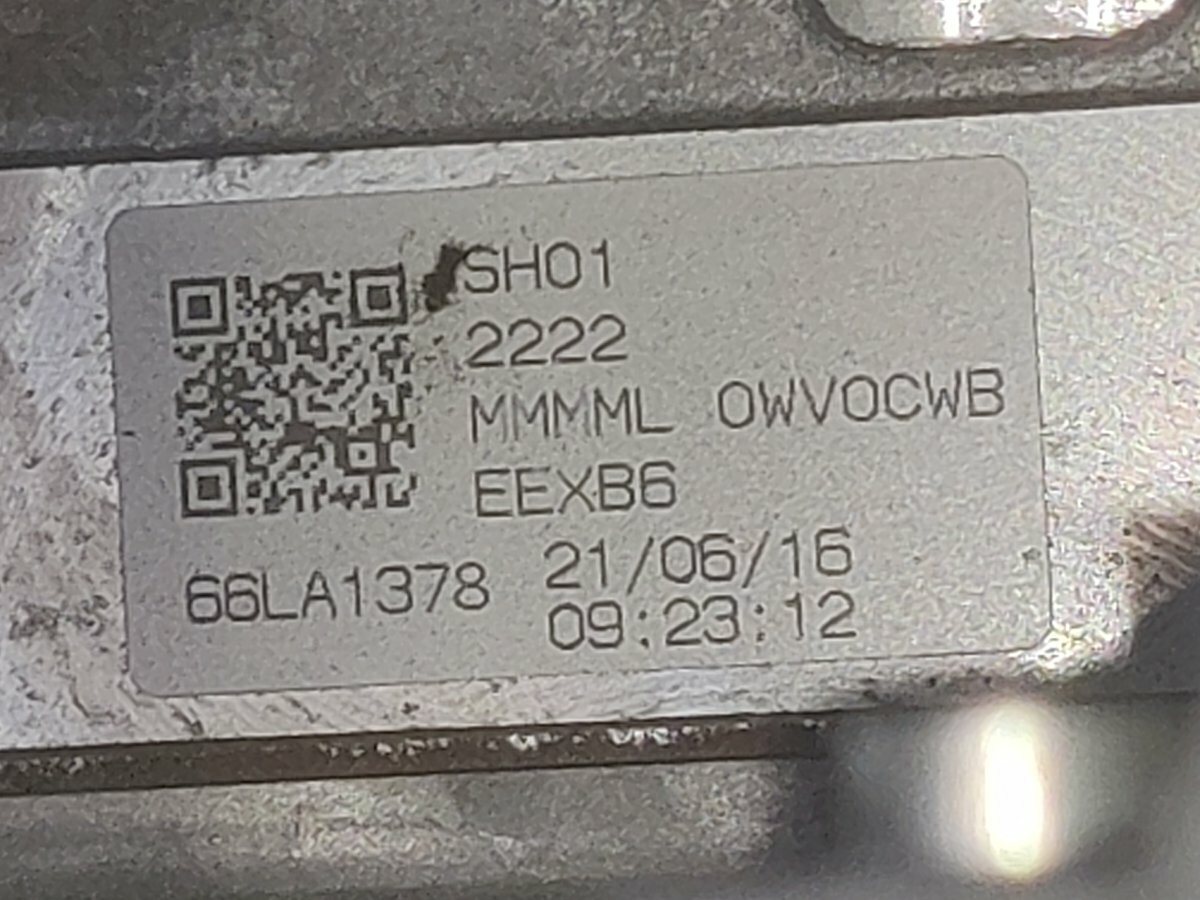 SH01
2222
MMMML 0WV0CWB
EEXB6
66LA1378 21/06/16
09:23:12